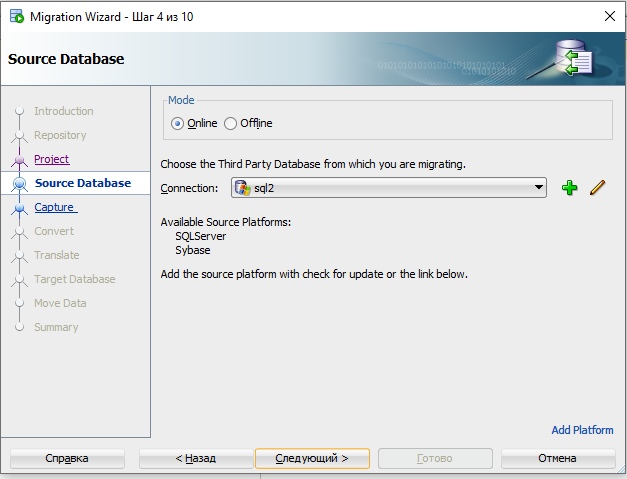 Migration Wizard - Шаг 4 из 10
Source Database
0101010101010101010101010101
01010101010
Introduction
Repository
Project
Source Database
Capture
Convert
Translate
Target Database
Move Data
Summary
Mode
Online Offline
Choose the Third Party Database from which you are migrating.
Connection: sql2
Available Source Platforms:
SQLServer
Sybase
Add the source platform with check for update or the link below.
Add Platform
Справка < Назад Следующий > Готово Отмена